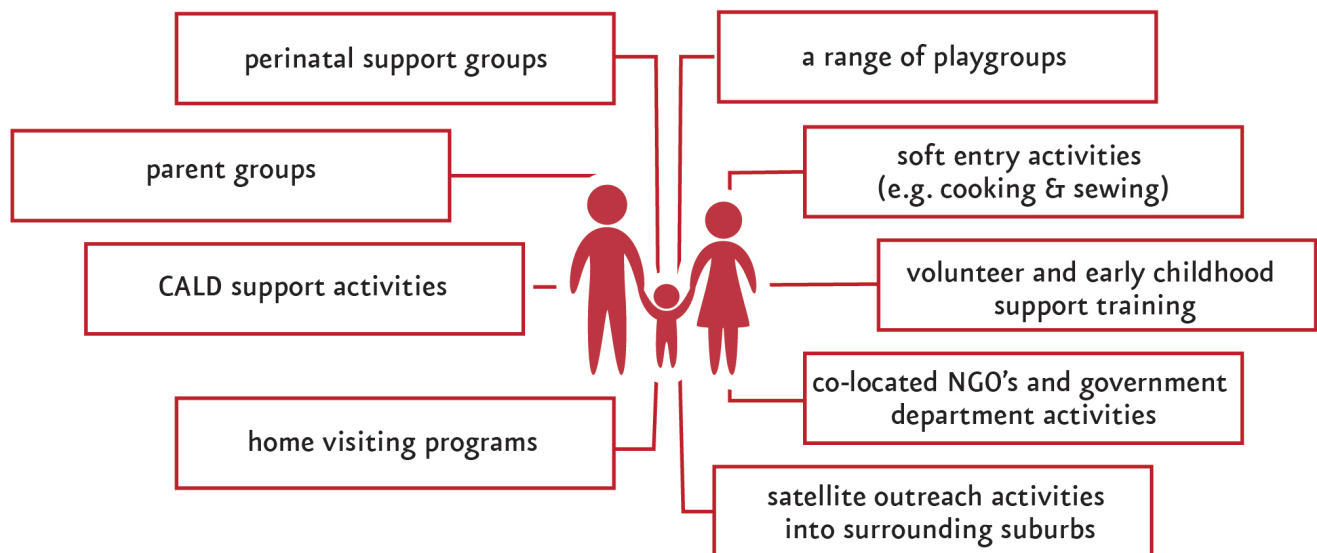 perinatal support groups
a range of playgroups
parent groups
soft entry activities
(e.g. cooking & sewing)
CALD support activities
volunteer and early childhood
support training
co-located NGO's and government
department activities
home visiting programs
satellite outreach activities
into surrounding suburbs